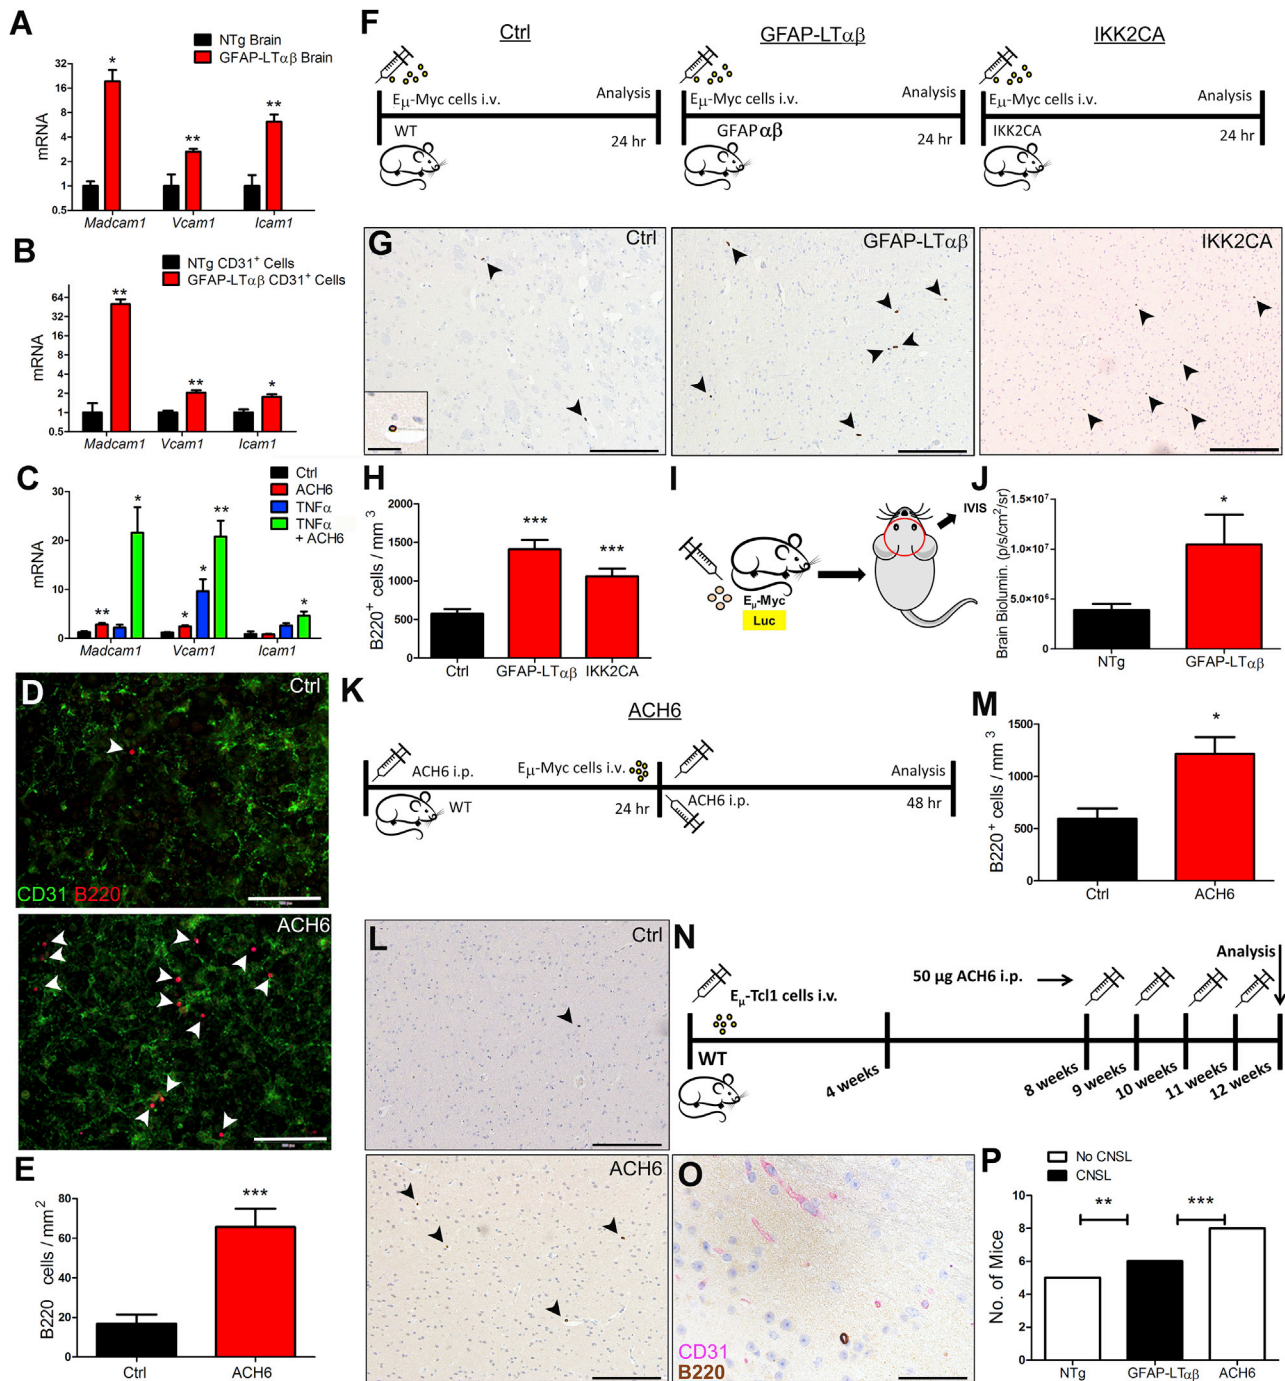 A
NTg Brain
GFAP-LTαβ Brain
mRNA
32
16
8
4
2
1
0.5
*
**
**
Madcam1
Vcam1
Icam1
B
NTg CD31+ Cells
GFAP-LTαβ CD31+ Cells
mRNA
64
32
16
8
4
2
1
0.5
**
**
*
Madcam1
Vcam1
Icam1
C
Ctrl
ACH6
TNFα
TNFα
+ ACH6
mRNA
30
20
10
0
**
*
*
*
**
*
Madcam1
Vcam1
Icam1
D
Ctrl
CD31 B220
ACH6
E
B220 cells / mm2
80
60
40
20
0
***
Ctrl
ACH6
F
Ctrl
GFAP-LTαβ
IKK2CA
Eμ-Myc cells i.v.
Analysis
WT
24 hr
Eμ-Myc cells i.v.
Analysis
GFAPαβ
24 hr
Eμ-Myc cells i.v.
Analysis
IKK2CA
24 hr
G
Ctrl
GFAP-LTαβ
IKK2CA
H
B220+ cells / mm3
2000
1500
1000
500
0
***
***
Ctrl
GFAP-LTαβ
IKK2CA
I
Eμ-Myc
Luc
IVIS
J
Brain Biolumin. (p/s/cm2/sr)
1.5×10^7
1.0×10^7
5.0×10^6
0
*
NTg
GFAP-LTαβ
K
ACH6
ACH6 i.p.
Eμ-Myc cells i.v.
Analysis
WT
24 hr
ACH6 i.p.
48 hr
L
Ctrl
ACH6
M
B220+ cells / mm3
1500
1000
500
0
*
Ctrl
ACH6
N
Analysis
50 μg ACH6 i.p.
Eμ-Tcl1 cells i.v.
WT
4 weeks
8 weeks
9 weeks
10 weeks
11 weeks
12 weeks
O
CD31
B220
P
No CNSL
CNSL
No. of Mice
10
8
6
4
2
0
**
***
NTg
GFAP-LTαβ
ACH6